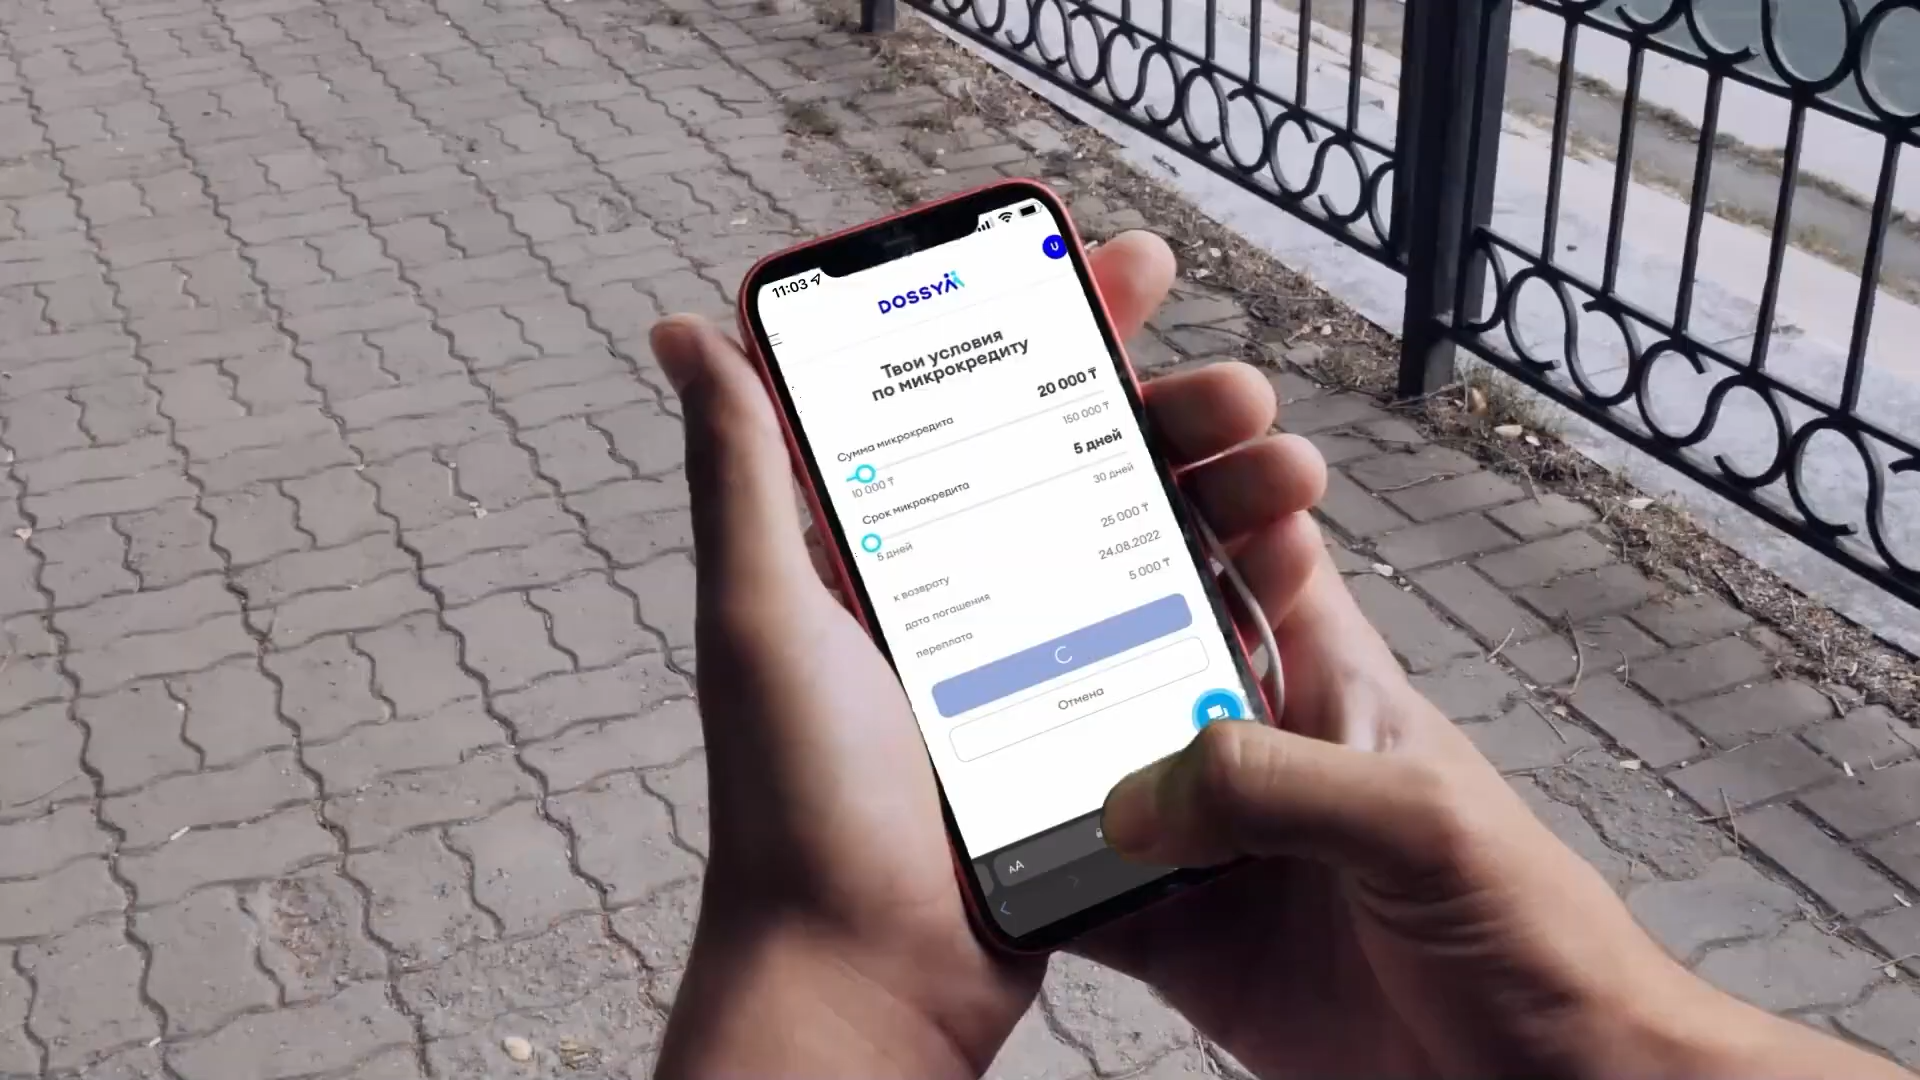 11:03
U
DOSSYM
Твои условия
по микрокредиту
Сумма микрокредита
20 000 ₸
10 000 ₸
150 000 ₸
Срок микрокредита
5 дней
5 дней
30 дней
к возврату
25 000 ₸
дата погашения
24.08.2022
переплата
5 000 ₸
Отмена
AA